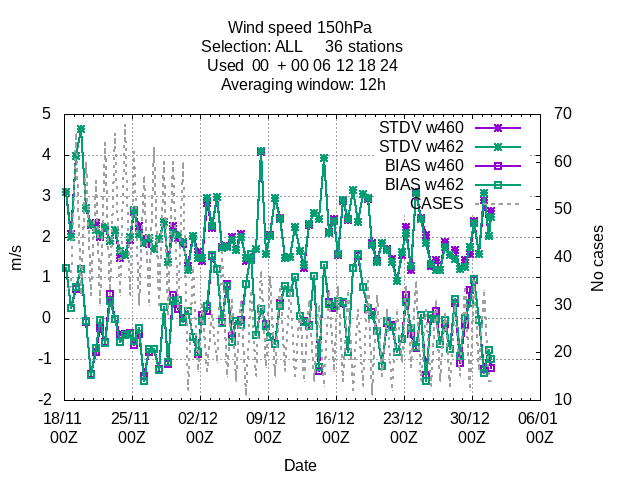 Wind speed 150hPa
Selection: ALL     36 stations
Used  00  + 00 06 12 18 24
Averaging window: 12h
STDV w460
STDV w462
BIAS w460
BIAS w462
CASES
m/s
5
4
3
2
1
0
-1
-2
70
60
50
40
30
20
10
No cases
18/11 25/11 02/12 09/12 16/12 23/12 30/12 06/01
00Z 00Z 00Z 00Z 00Z 00Z 00Z 00Z
Date